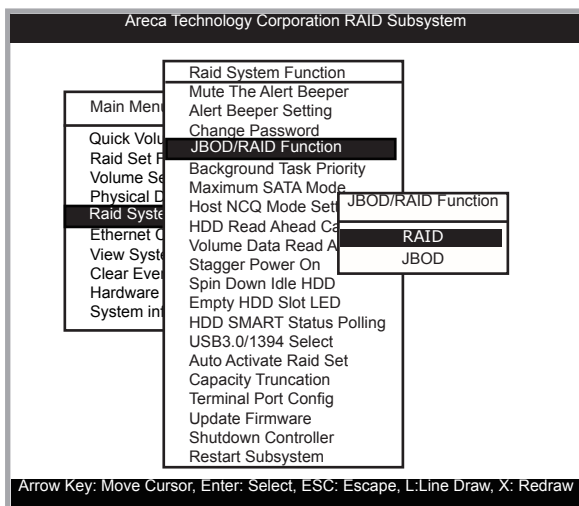 Areca Technology Corporation RAID Subsystem
Main Men
Quick Volu
Raid Set F
Volume Se
Physical D
Raid Syste
Ethernet C
View Syste
Clear Even
Hardware
System inf
Raid System Function
Mute The Alert Beeper
Alert Beeper Setting
Change Password
JBOD/RAID Function
Background Task Priority
Maximum SATA Mode
Host NCQ Mode Sett
HDD Read Ahead Ca
Volume Data Read A
Stagger Power On
Spin Down Idle HDD
Empty HDD Slot LED
HDD SMART Status Polling
USB3.0/1394 Select
Auto Activate Raid Set
Capacity Truncation
Terminal Port Config
Update Firmware
Shutdown Controller
Restart Subsystem
JBOD/RAID Function
RAID
JBOD
Arrow Key: Move Cursor, Enter: Select, ESC: Escape, L:Line Draw, X: Redraw